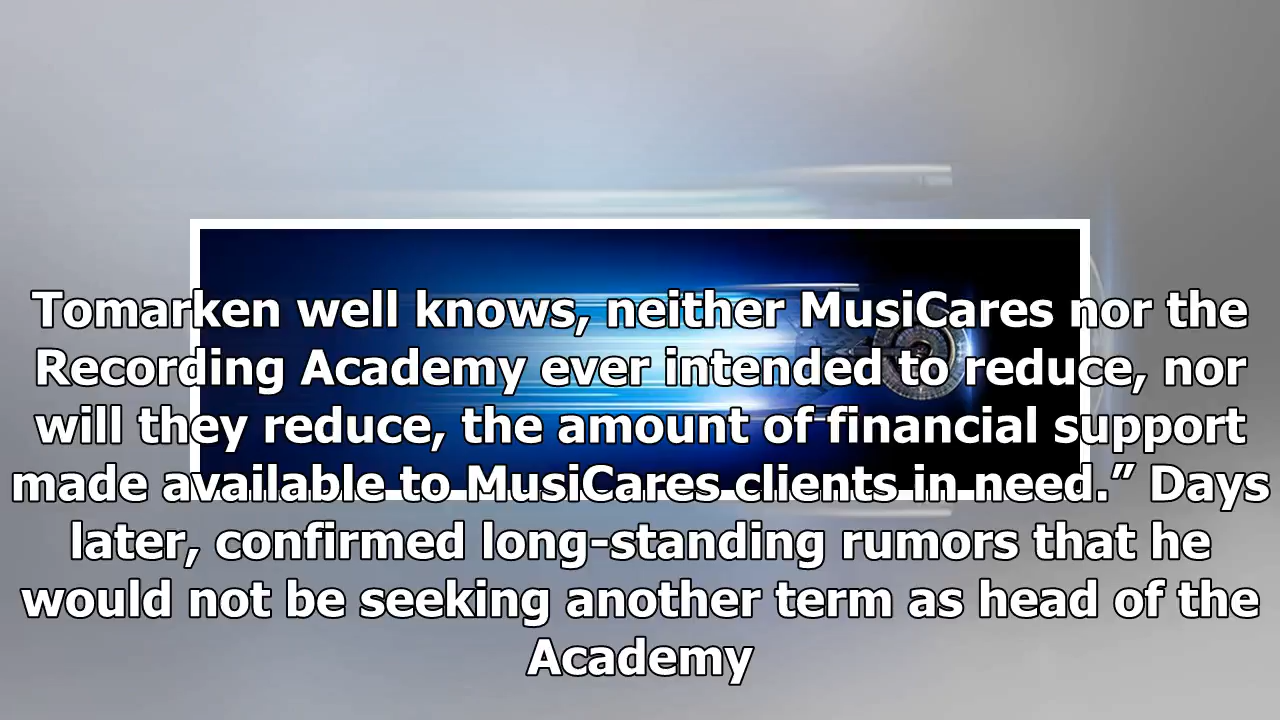 Tomarken well knows, neither MusiCares nor the
Recording Academy ever intended to reduce, nor
will they reduce, the amount of financial support
made available to MusiCares clients in need.” Days
later, confirmed long-standing rumors that he
would not be seeking another term as head of the
Academy